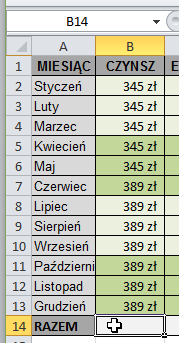 B14
A B
1 MIESIĄC CZYNSZ E
2 Styczeń 345 zł
3 Luty 345 zł
4 Marzec 345 zł
5 Kwiecień 345 zł
6 Maj 345 zł
7 Czerwiec 389 zł
8 Lipiec 389 zł
9 Sierpień 389 zł
10 Wrzesień 389 zł
11 Październi 389 zł
12 Listopad 389 zł
13 Grudzień 389 zł
14 RAZEM